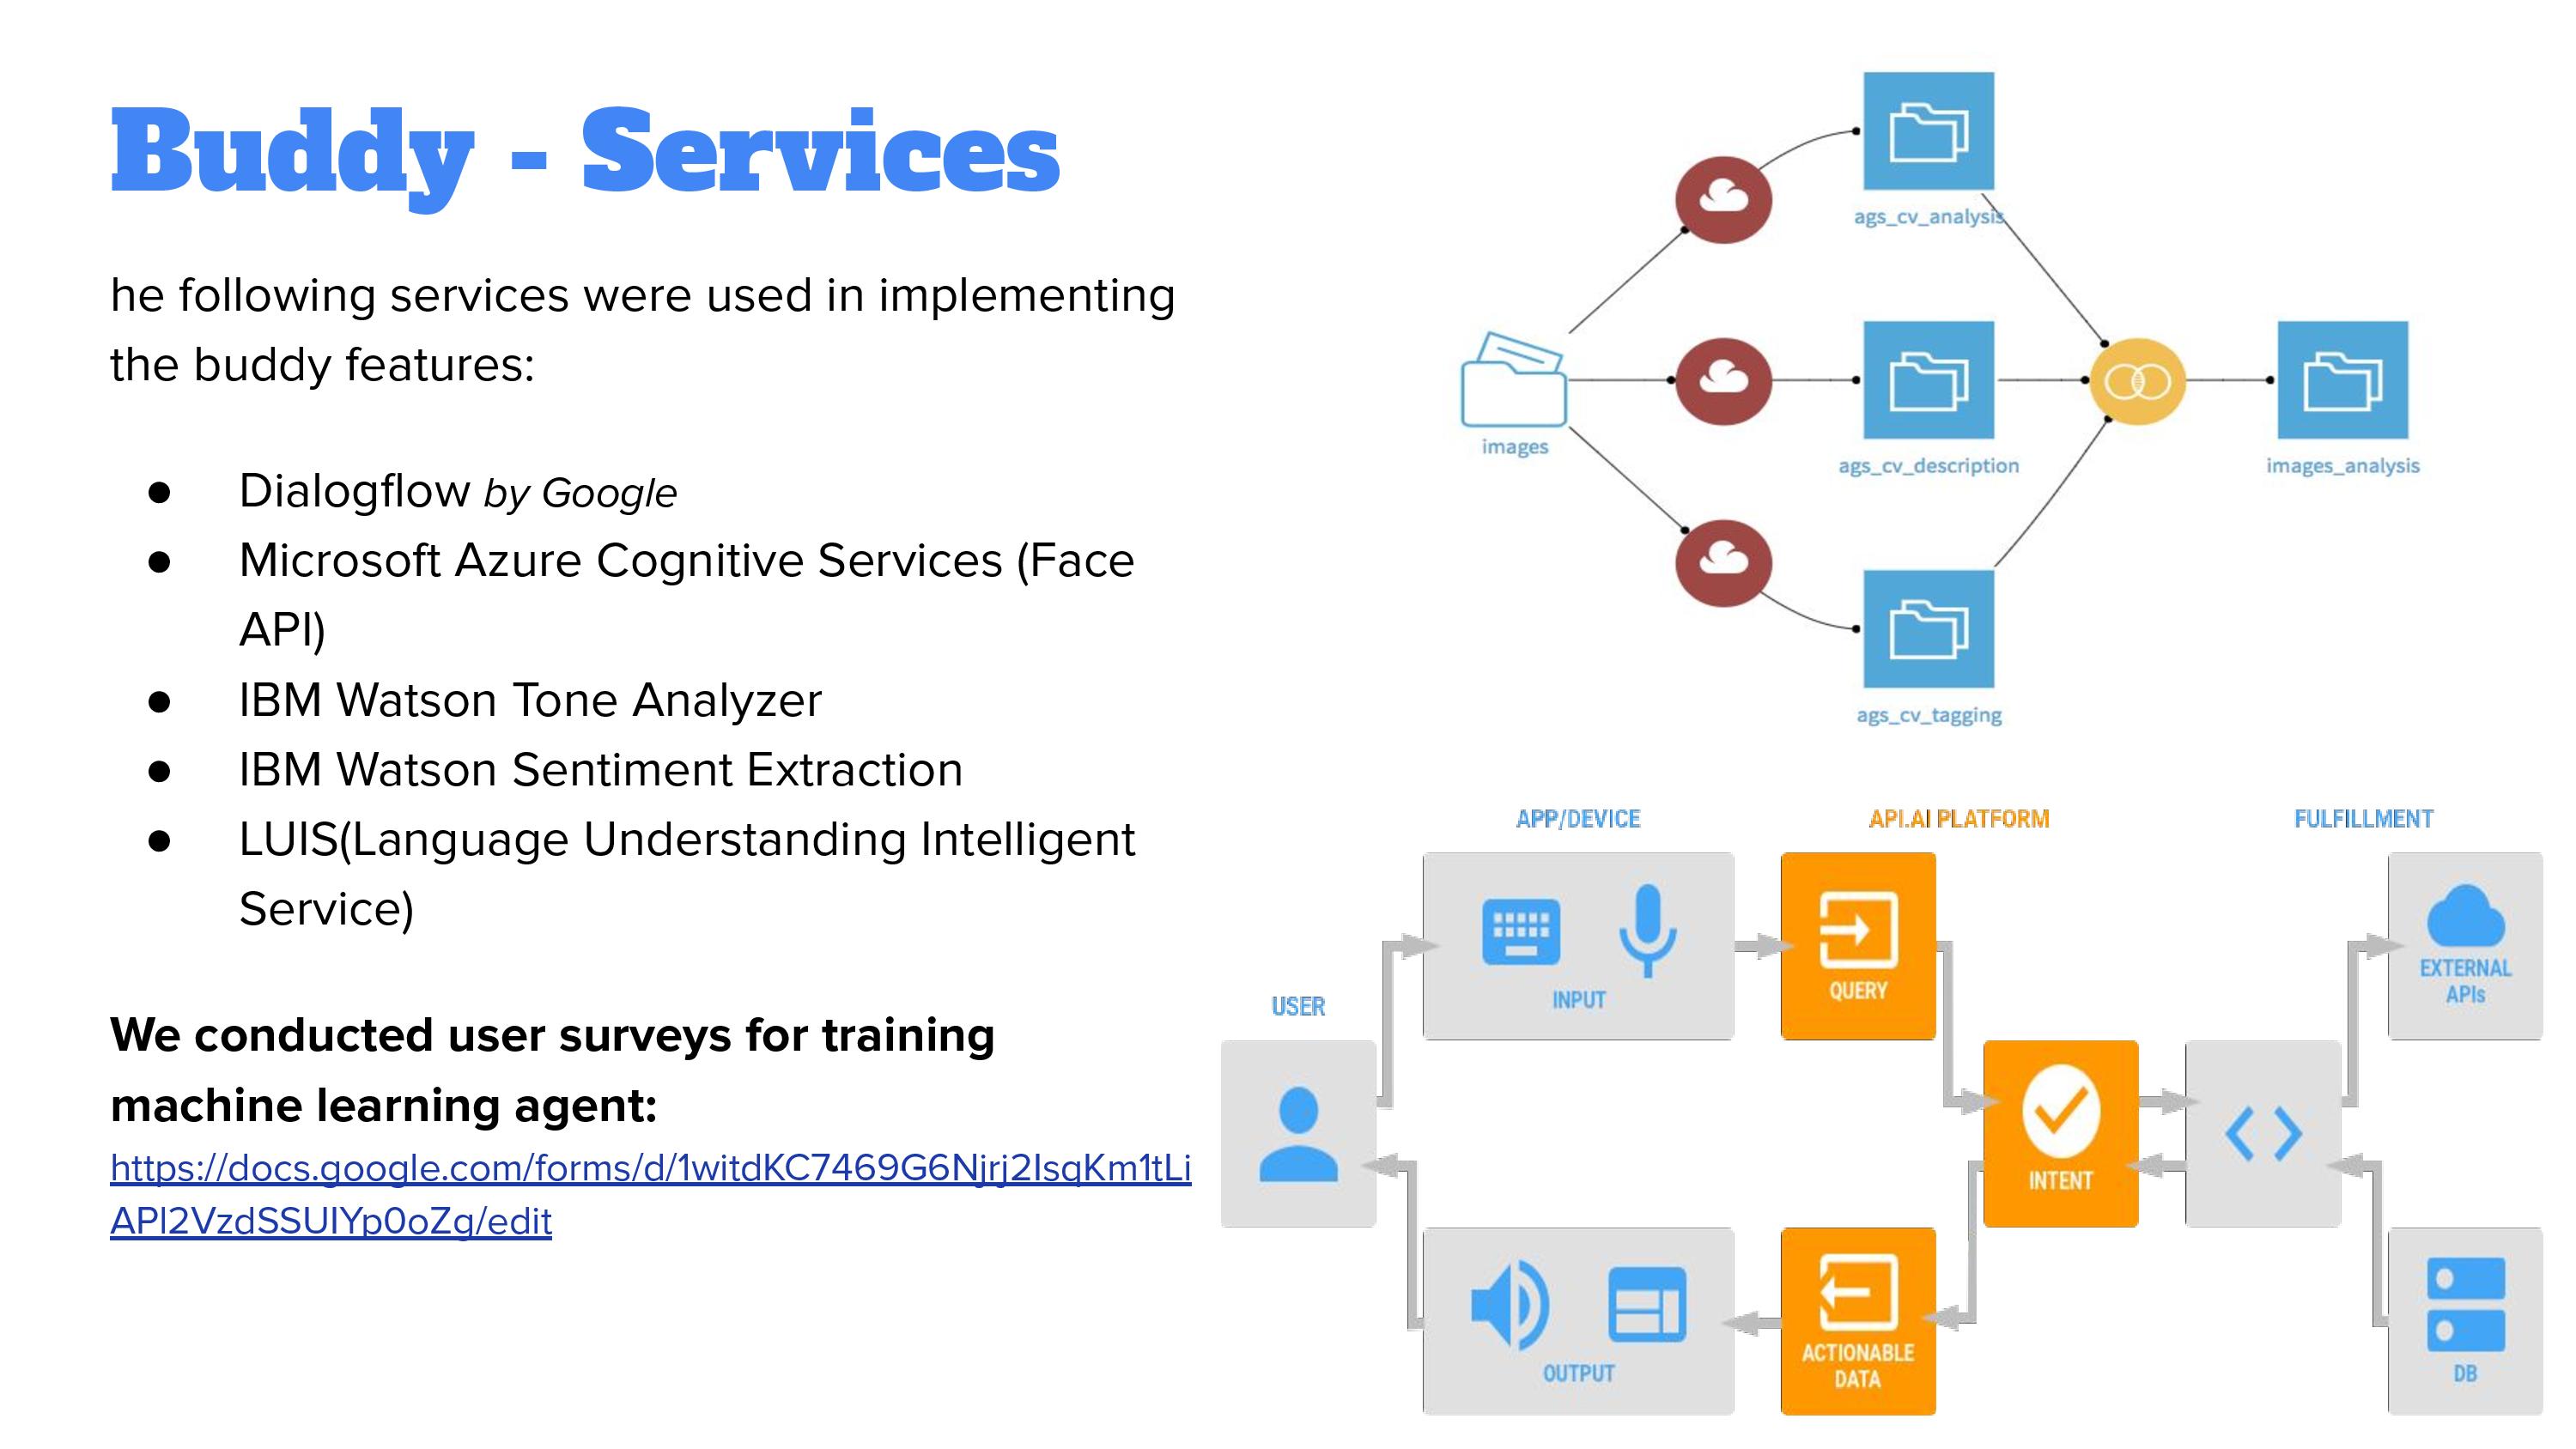 Buddy - Services
he following services were used in implementing
the buddy features:
● Dialogflow by Google
● Microsoft Azure Cognitive Services (Face
API)
● IBM Watson Tone Analyzer
● IBM Watson Sentiment Extraction
● LUIS(Language Understanding Intelligent
Service)
We conducted user surveys for training
machine learning agent:
https://docs.google.com/forms/d/1witdKC7469G6Njrj2IsqKm1tLi
API2VzdSSUIYp0oZg/edit
ags_cv_analysis
images
ags_cv_description
images_analysis
ags_cv_tagging
APP/DEVICE
API.AI PLATFORM
FULFILLMENT
USER
INPUT
QUERY
EXTERNAL
APIs
INTENT
OUTPUT
ACTIONABLE
DATA
DB